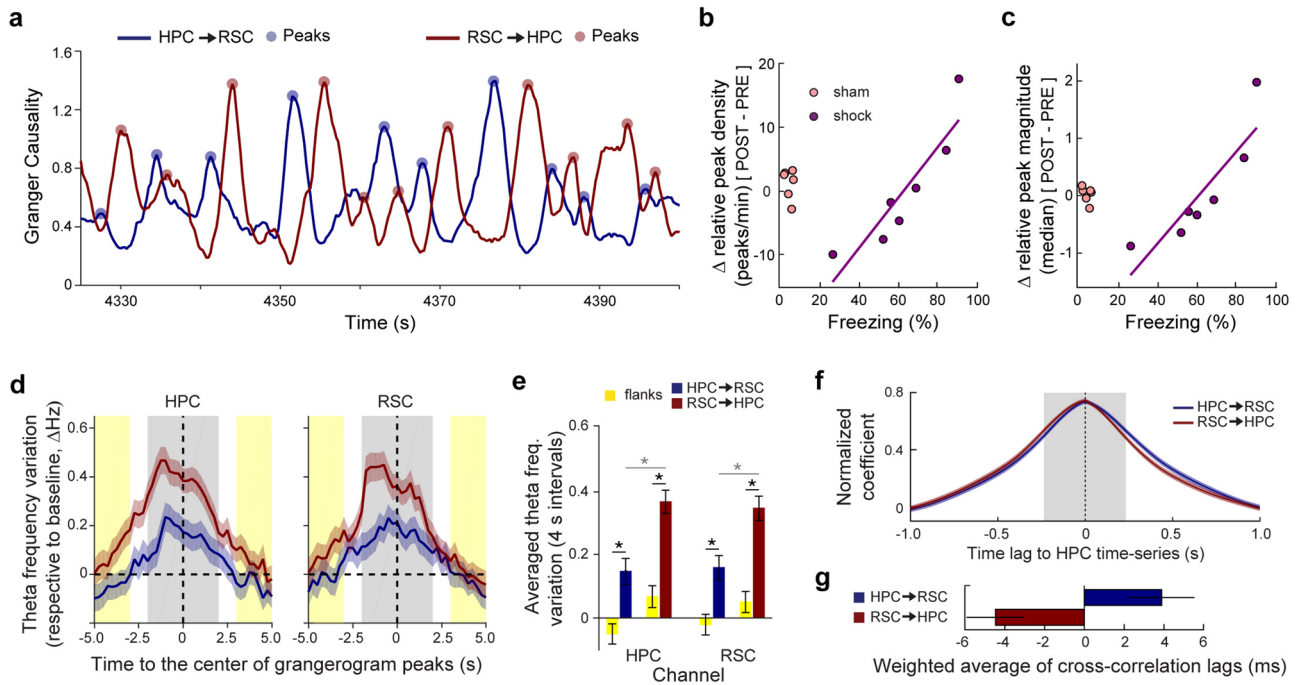 a
HPC→RSC Peaks RSC→HPC Peaks
Granger Causality
1.6
1.2
0.8
0.4
0
4330 4350 4370 4390
Time (s)
b
Δ relative peak density
(peaks/min) [ POST - PRE ]
20
10
0
-10
sham
shock
0 20 40 60 80 100
Freezing (%)
c
Δ relative peak magnitude
(median) [ POST - PRE ]
2
1
0
-1
0 20 40 60 80 100
Freezing (%)
d
HPC RSC
Theta frequency variation
(respective to baseline, ΔHz)
0.6
0.4
0.2
0
-5.0 -2.5 0 2.5 5.0 -5.0 -2.5 0 2.5 5.0
Time to the center of grangerogram peaks (s)
e
flanks HPC→RSC
RSC→HPC
Averaged theta freq.
variation (4 s intervals)
0.4
0.2
0
* * * * * *
HPC RSC
Channel
f
Normalized
coefficient
0.8
0.4
0
HPC→RSC
RSC→HPC
-1.0 -0.5 0 0.5 1.0
Time lag to HPC time-series (s)
g
HPC→RSC
RSC→HPC
-6 -4 -2 0 2 4 6
Weighted average of cross-correlation lags (ms)